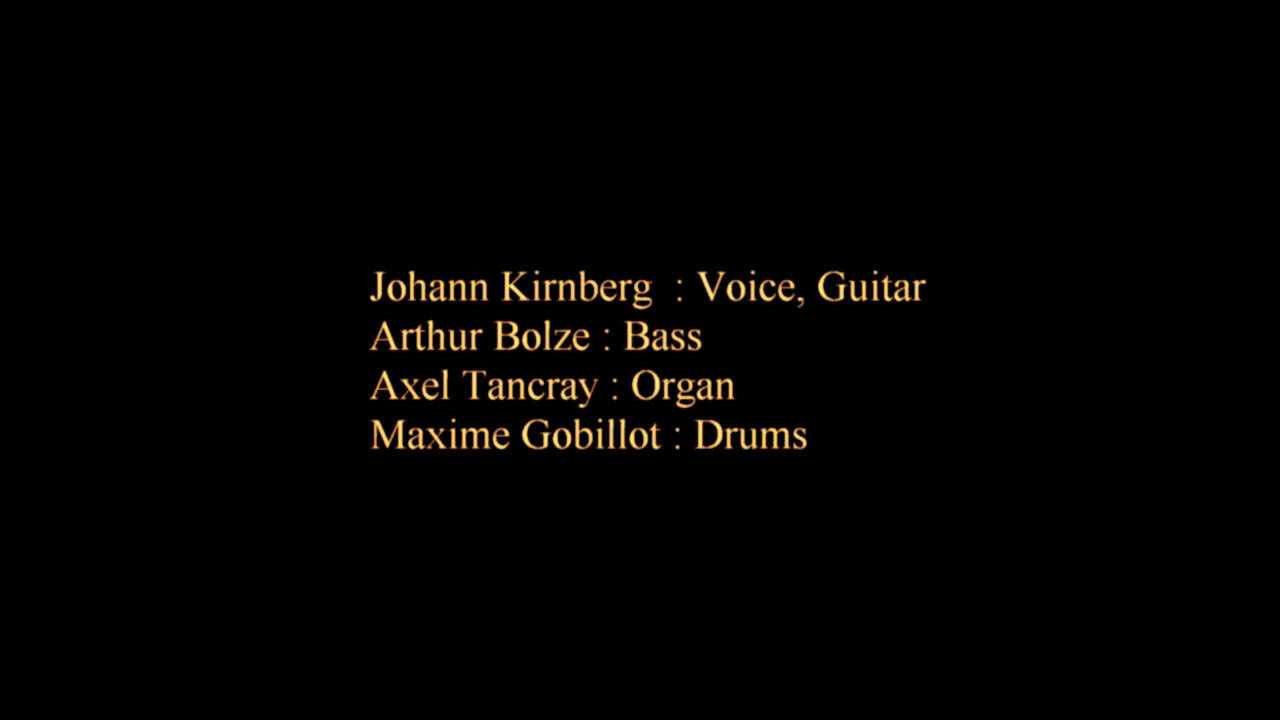 Johann Kirnberg  : Voice, Guitar
Arthur Bolze : Bass
Axel Tancray : Organ
Maxime Gobillot : Drums